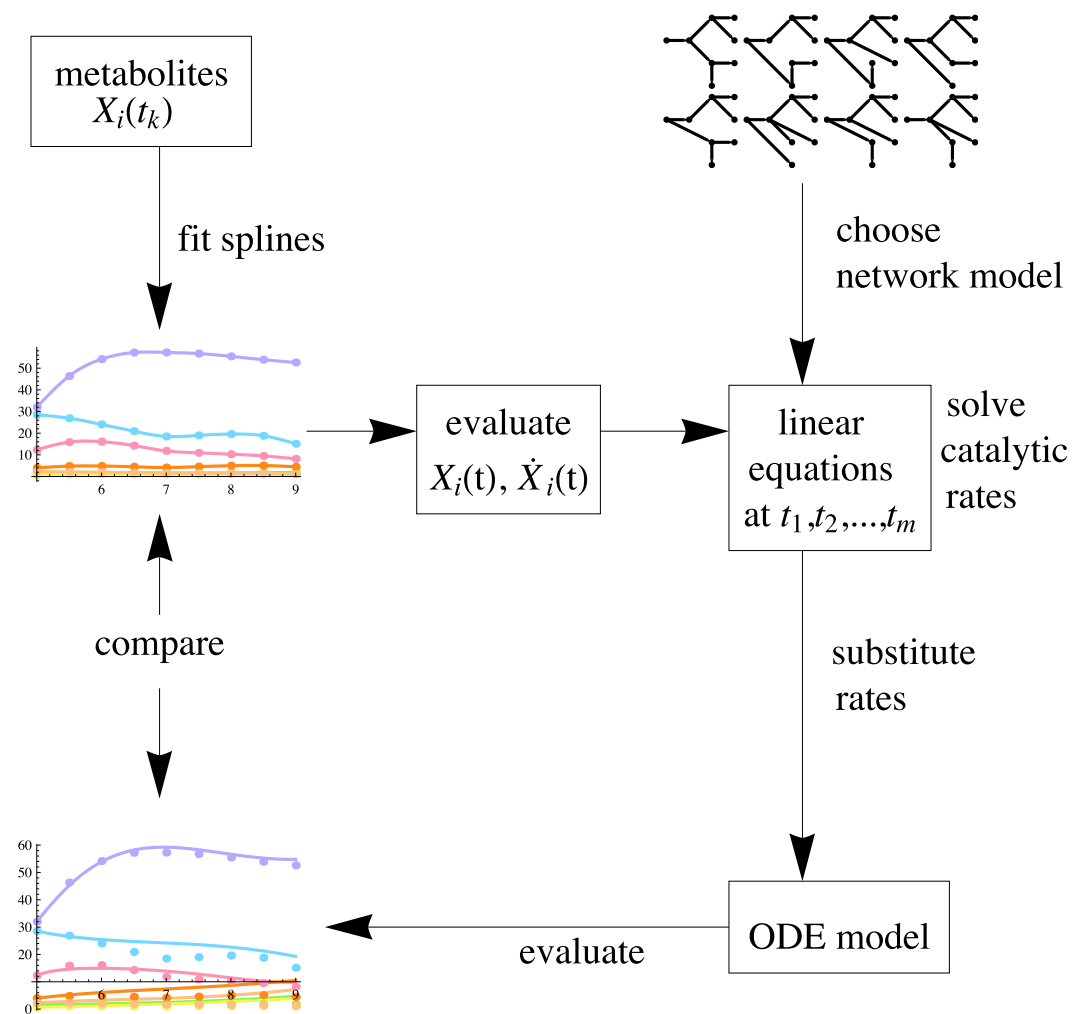 metabolites
X_i(t_k)
fit splines
choose
network model
50
40
30
20
10
6
7
8
9
evaluate
X_i(t), Ẋ_i(t)
linear
equations
at t_1,t_2,...,t_m
solve
catalytic
rates
compare
substitute
rates
60
50
40
30
20
0
6
7
8
9
evaluate
ODE model